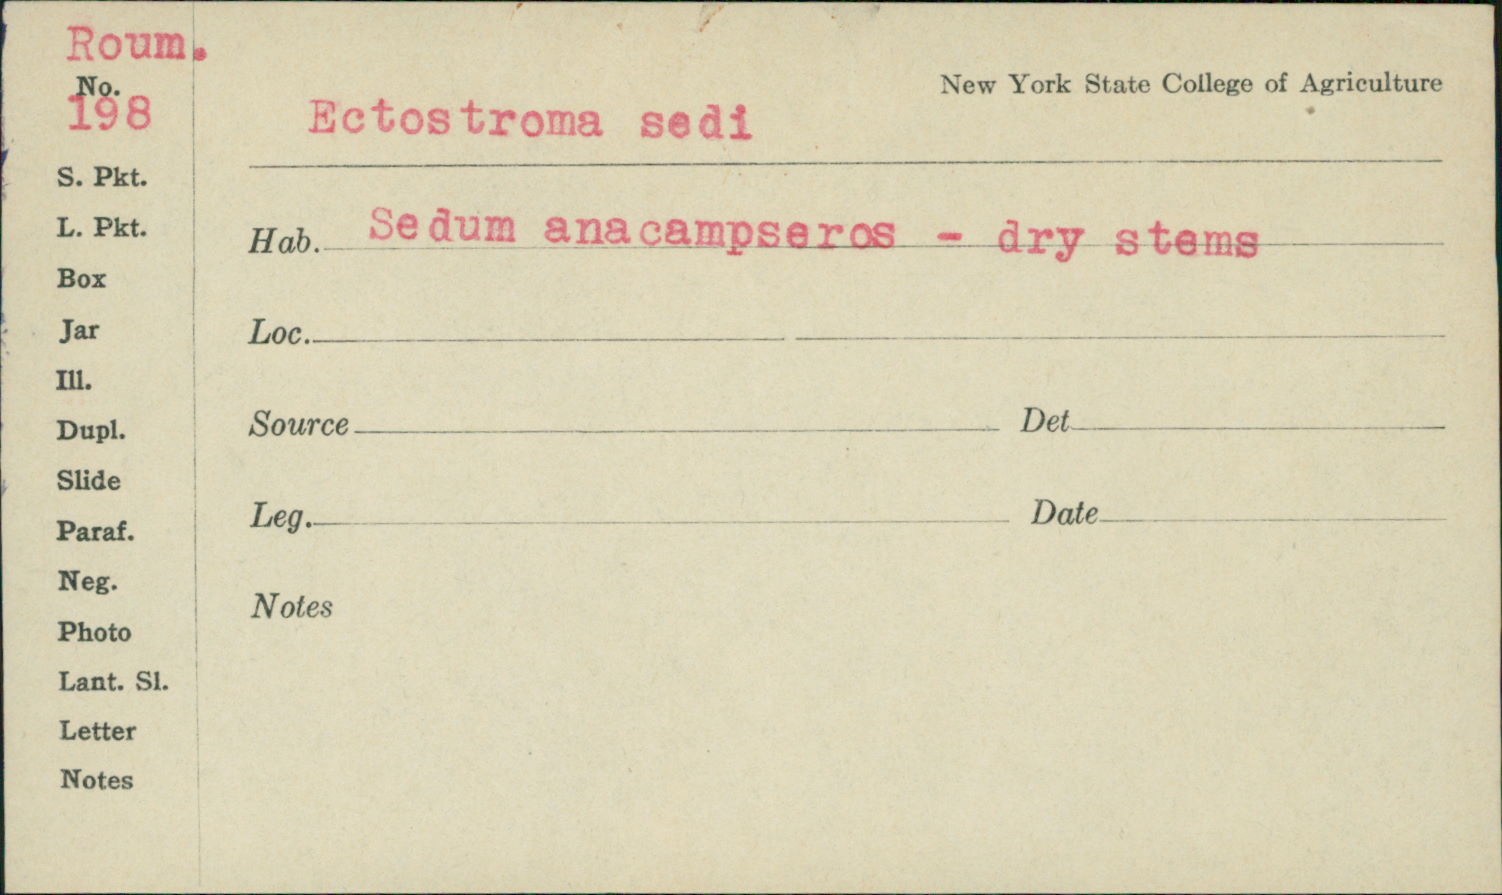 Roum.
No.
198
New York State College of Agriculture
Ectostroma sedi
S. Pkt.
L. Pkt.
Hab. Sedum anacampseros - dry stems
Box
Jar
Loc.
Ill.
Dupl.
Source Det
Slide
Leg. Date
Paraf.
Neg.
Notes
Photo
Lant. Sl.
Letter
Notes